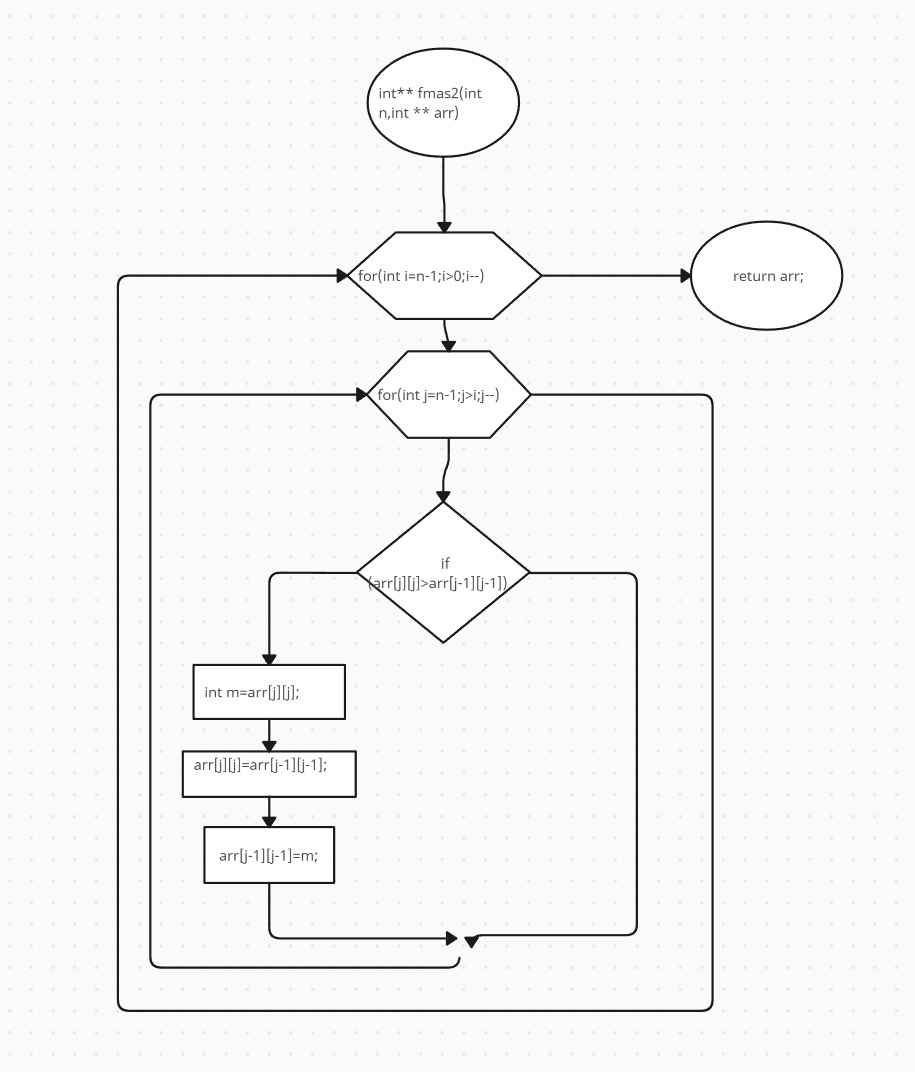 int** fmas2(int
n,int ** arr)
for(int i=n-1;i>0;i--)
return arr;
for(int j=n-1;j>i;j--)
if
(arr[j][j]>arr[j-1][j-1])
int m=arr[j][j];
arr[j][j]=arr[j-1][j-1];
arr[j-1][j-1]=m;